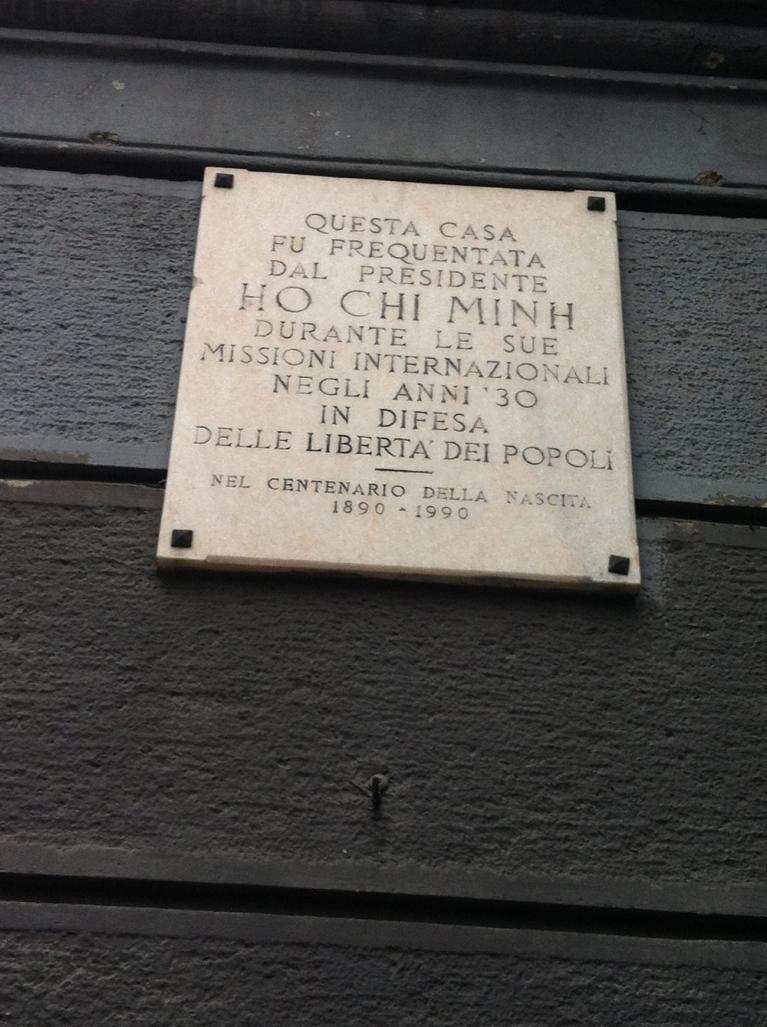 QUESTA CASA
FU FREQUENTATA
DAL PRESIDENTE
HO CHI MINH
DURANTE LE SUE
MISSIONI INTERNAZIONALI
NEGLI ANNI '30
IN DIFESA
DELLE LIBERTA' DEI POPOLI
NEL CENTENARIO DELLA NASCITA
1890 - 1990